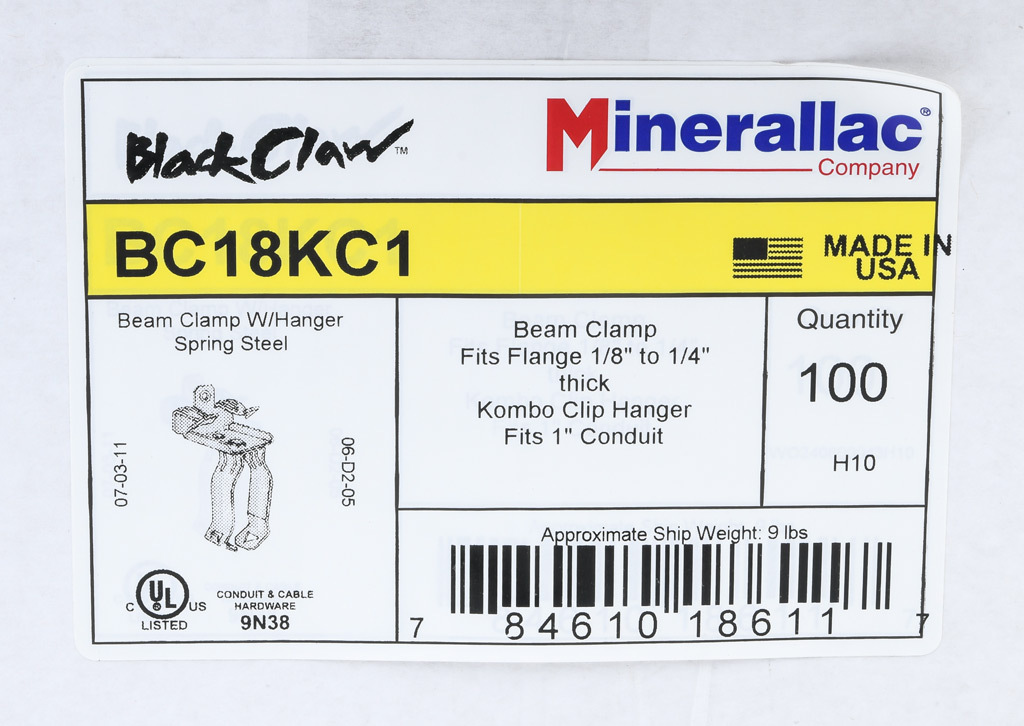 Black Claw™
Minerallac®
Company
BC18KC1
MADE IN
USA
Beam Clamp W/Hanger
Spring Steel
07-03-11
06-D2-05
C UL US
LISTED
CONDUIT & CABLE
HARDWARE
9N38
Beam Clamp
Fits Flange 1/8" to 1/4"
thick
Kombo Clip Hanger
Fits 1" Conduit
Quantity
100
H10
Approximate Ship Weight: 9 lbs
7 84610 18611 7